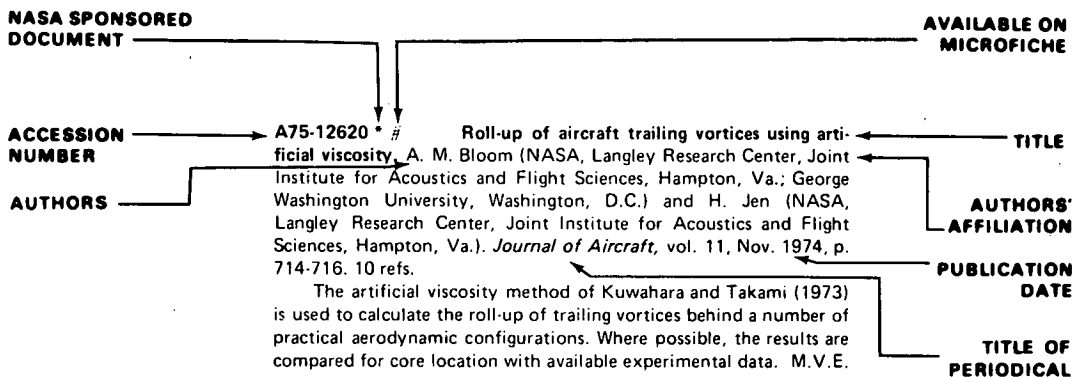 NASA SPONSORED
DOCUMENT
AVAILABLE ON
MICROFICHE
ACCESSION
NUMBER
AUTHORS
A75-12620 * # Roll-up of aircraft trailing vortices using arti-
ficial viscosity, A. M. Bloom (NASA, Langley Research Center, Joint
Institute for Acoustics and Flight Sciences, Hampton, Va.; George
Washington University, Washington, D.C.) and H. Jen (NASA,
Langley Research Center, Joint Institute for Acoustics and Flight
Sciences, Hampton, Va.). Journal of Aircraft, vol. 11, Nov. 1974, p.
714-716. 10 refs.
The artificial viscosity method of Kuwahara and Takami (1973)
is used to calculate the roll-up of trailing vortices behind a number of
practical aerodynamic configurations. Where possible, the results are
compared for core location with available experimental data. M.V.E.
TITLE
AUTHORS'
AFFILIATION
PUBLICATION
DATE
TITLE OF
PERIODICAL